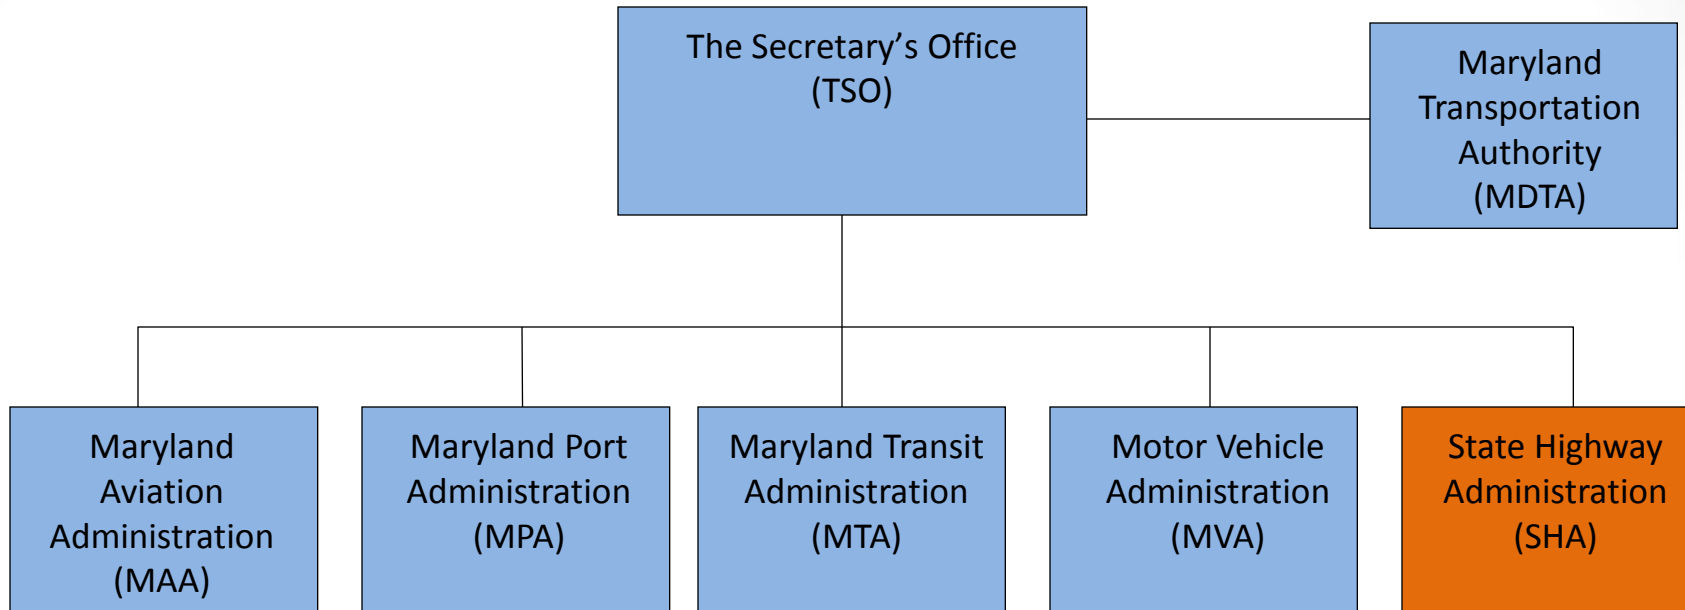 The Secretary’s Office
(TSO)
Maryland
Transportation
Authority
(MDTA)
Maryland
Aviation
Administration
(MAA)
Maryland Port
Administration
(MPA)
Maryland Transit
Administration
(MTA)
Motor Vehicle
Administration
(MVA)
State Highway
Administration
(SHA)